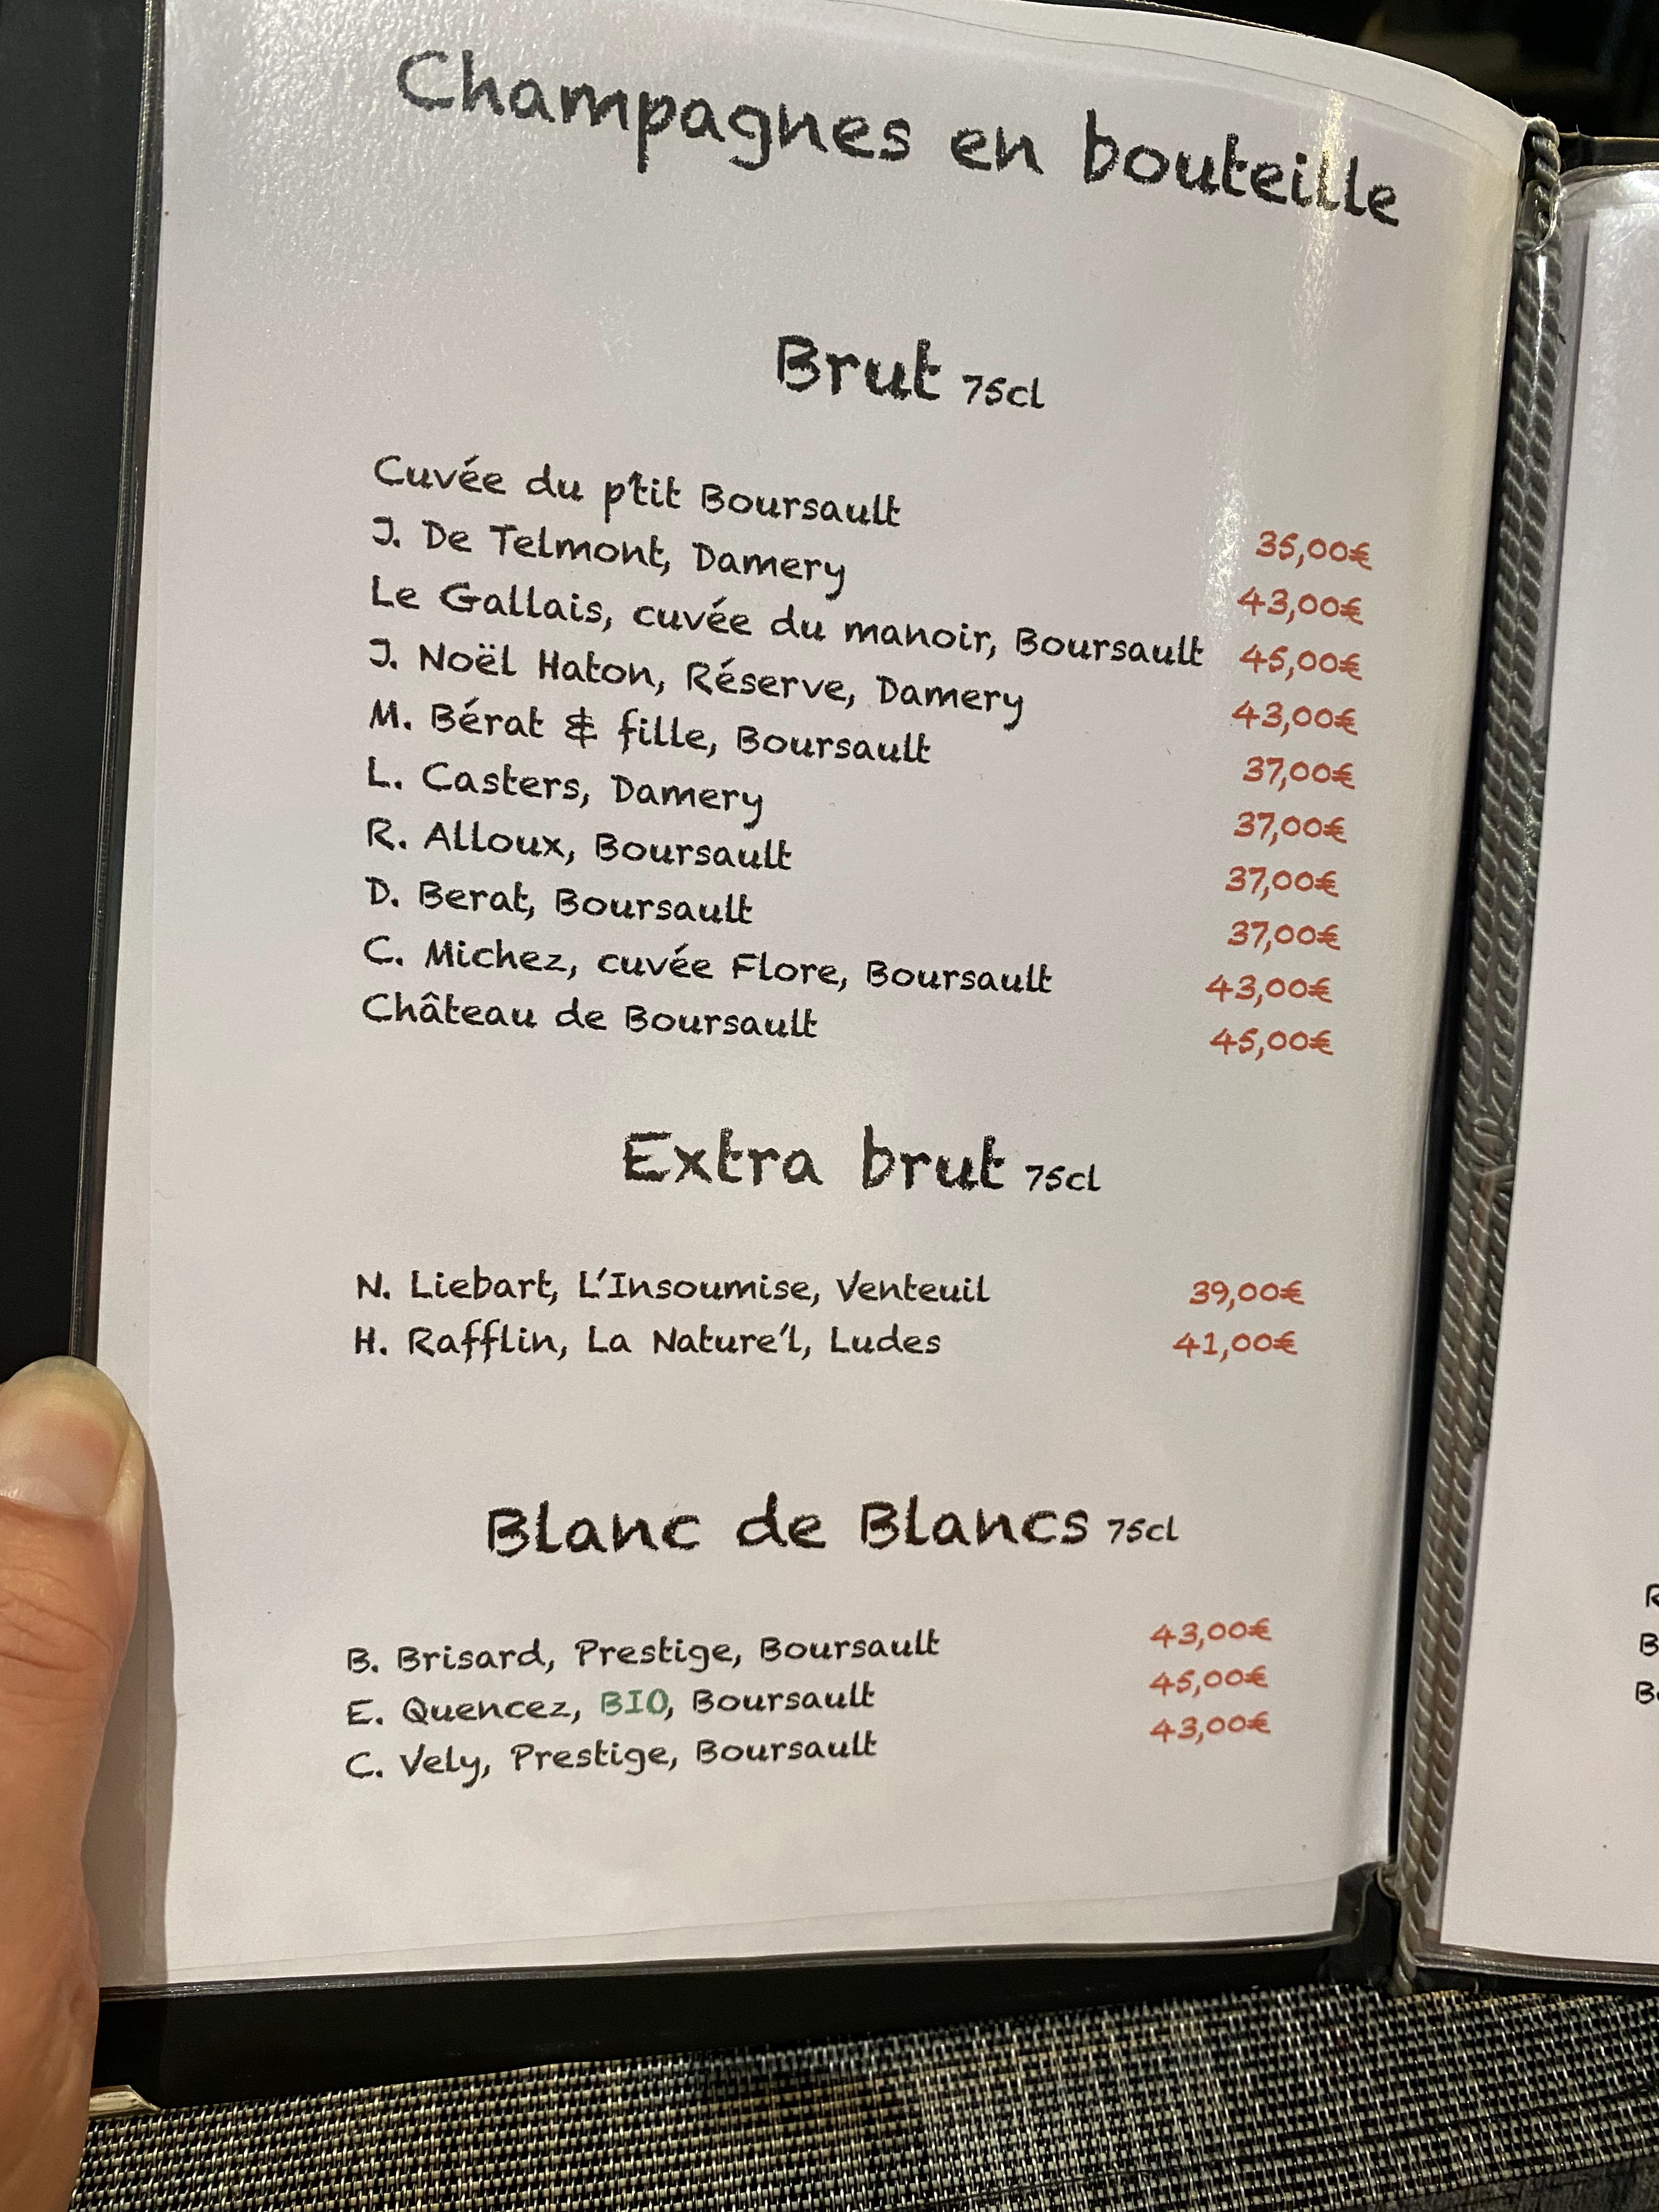 Champagnes en bouteille
Brut 75cl
Cuvée du p'tit Boursault 35,00€
J. De Telmont, Damery 43,00€
Le Gallais, cuvée du manoir, Boursault 45,00€
J. Noël Haton, Réserve, Damery 43,00€
M. Bérat & fille, Boursault 37,00€
L. Casters, Damery 37,00€
R. Alloux, Boursault 37,00€
D. Berat, Boursault 37,00€
C. Michez, cuvée Flore, Boursault 43,00€
Château de Boursault 45,00€
Extra brut 75cl
N. Liebart, L'Insoumise, Venteuil 39,00€
H. Rafflin, La Nature'l, Ludes 41,00€
Blanc de Blancs 75cl
B. Brisard, Prestige, Boursault 43,00€
E. Quencez, BIO, Boursault 45,00€
C. Vely, Prestige, Boursault 43,00€